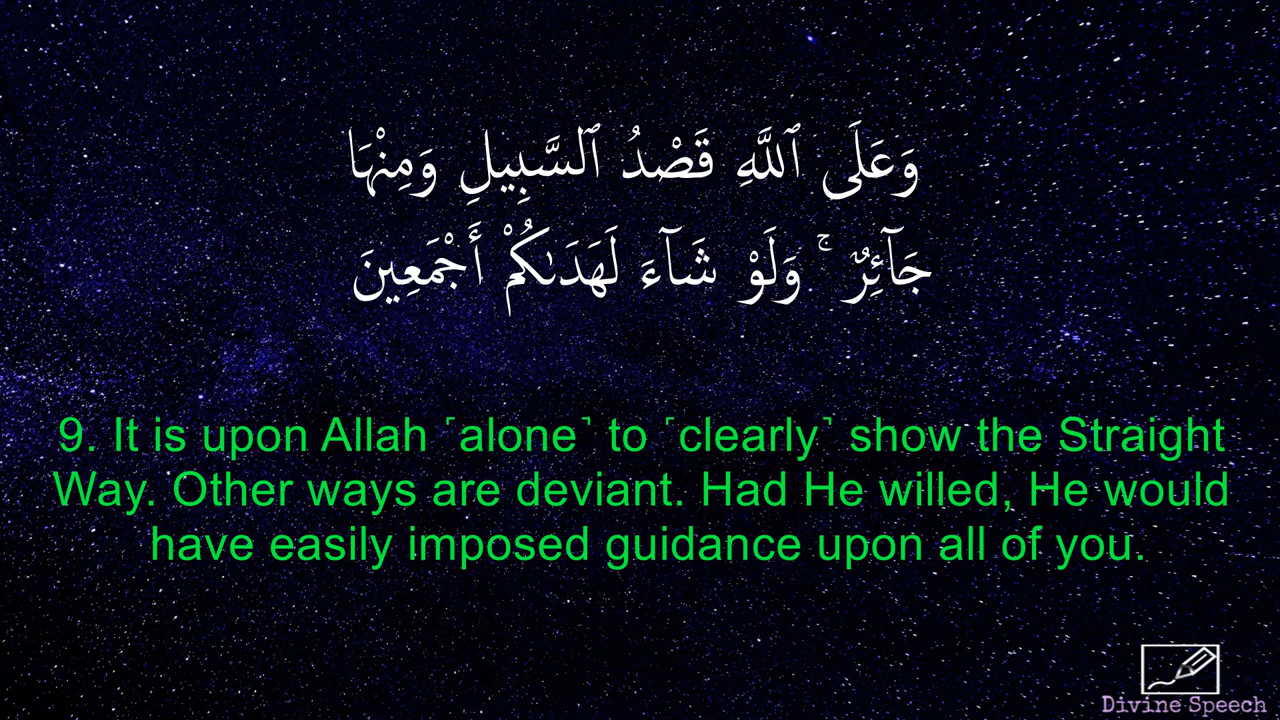 وَعَلَى ٱللَّهِ قَصْدُ ٱلسَّبِيلِ وَمِنْهَا
جَآئِرٌ ۚ وَلَوْ شَآءَ لَهَدَىٰكُمْ أَجْمَعِينَ
9. It is upon Allah ˹alone˺ to ˹clearly˺ show the Straight
Way. Other ways are deviant. Had He willed, He would
have easily imposed guidance upon all of you.
Divine Speech